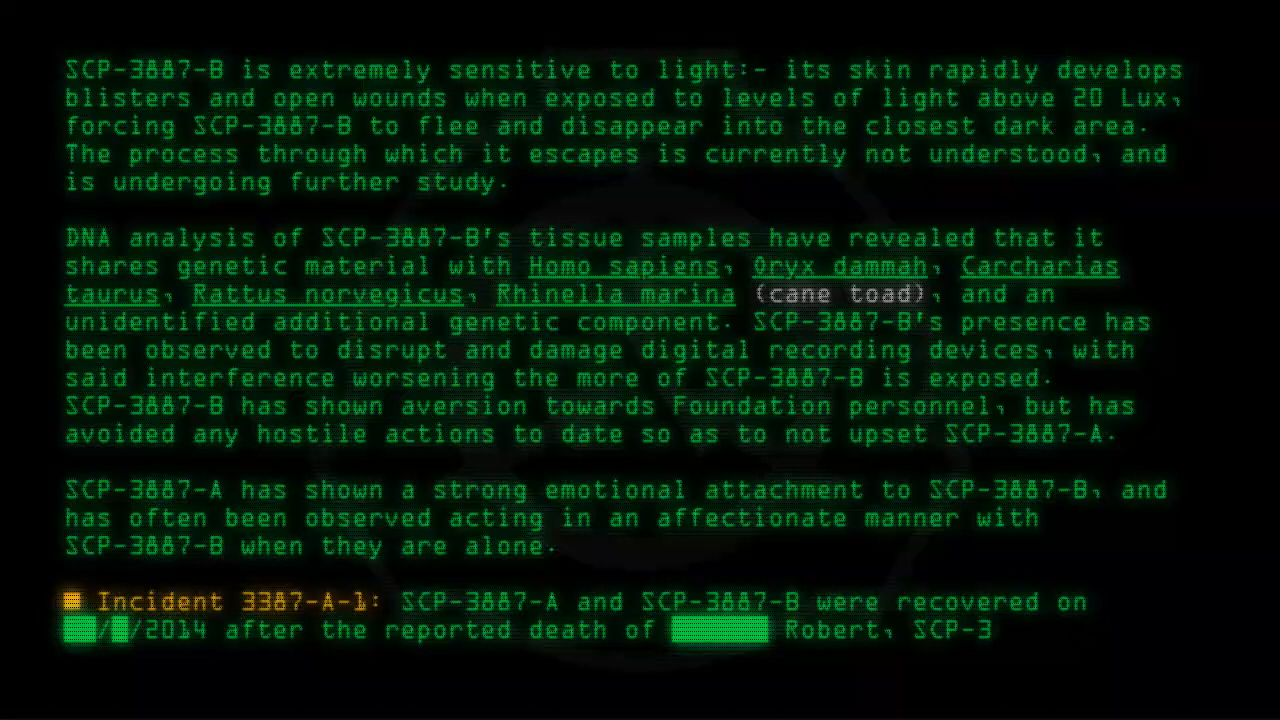 SCP-3887-B is extremely sensitive to light:- its skin rapidly develops
blisters and open wounds when exposed to levels of light above 20 Lux,
forcing SCP-3887-B to flee and disappear into the closest dark area.
The process through which it escapes is currently not understood, and
is undergoing further study.
DNA analysis of SCP-3887-B's tissue samples have revealed that it
shares genetic material with Homo sapiens, Oryx dammah, Carcharias
taurus, Rattus norvegicus, Rhinella marina (cane toad), and an
unidentified additional genetic component. SCP-3887-B's presence has
been observed to disrupt and damage digital recording devices, with
said interference worsening the more of SCP-3887-B is exposed.
SCP-3887-B has shown aversion towards Foundation personnel, but has
avoided any hostile actions to date so as to not upset SCP-3887-A.
SCP-3887-A has shown a strong emotional attachment to SCP-3887-B, and
has often been observed acting in an affectionate manner with
SCP-3887-B when they are alone.
■ Incident 3387-A-1: SCP-3887-A and SCP-3887-B were recovered on
██/█/2014 after the reported death of ██████ Robert, SCP-3